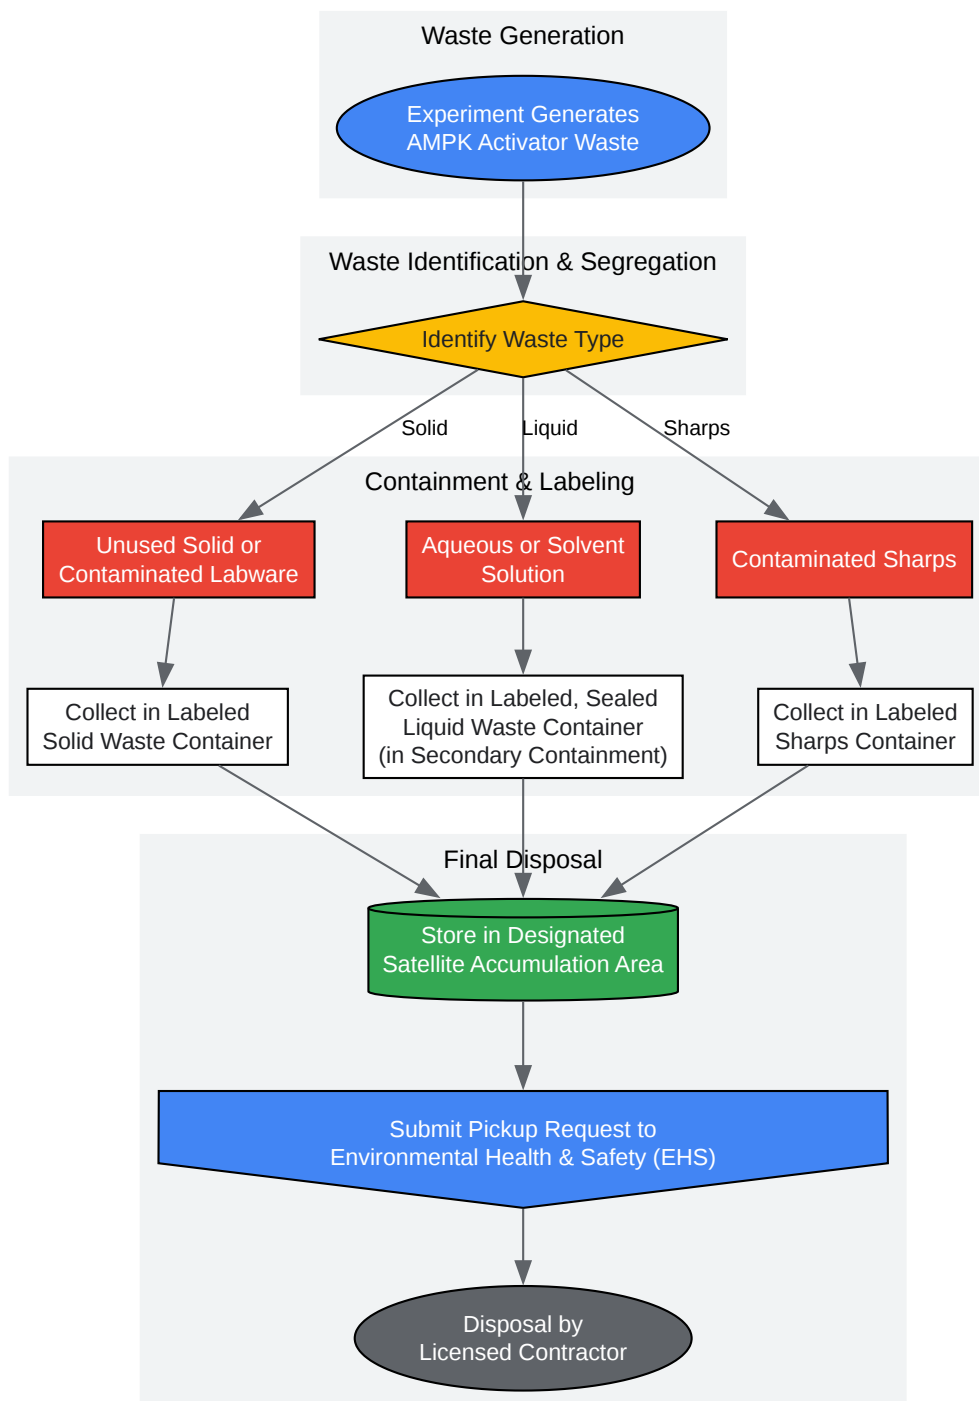 Waste Generation
Experiment Generates
AMPK Activator Waste
Waste Identification & Segregation
Identify Waste Type
Solid
Liquid
Sharps
Containment & Labeling
Unused Solid or
Contaminated Labware
Aqueous or Solvent
Solution
Contaminated Sharps
Collect in Labeled
Solid Waste Container
Collect in Labeled, Sealed
Liquid Waste Container
(in Secondary Containment)
Collect in Labeled
Sharps Container
Final Disposal
Store in Designated
Satellite Accumulation Area
Submit Pickup Request to
Environmental Health & Safety (EHS)
Disposal by
Licensed Contractor